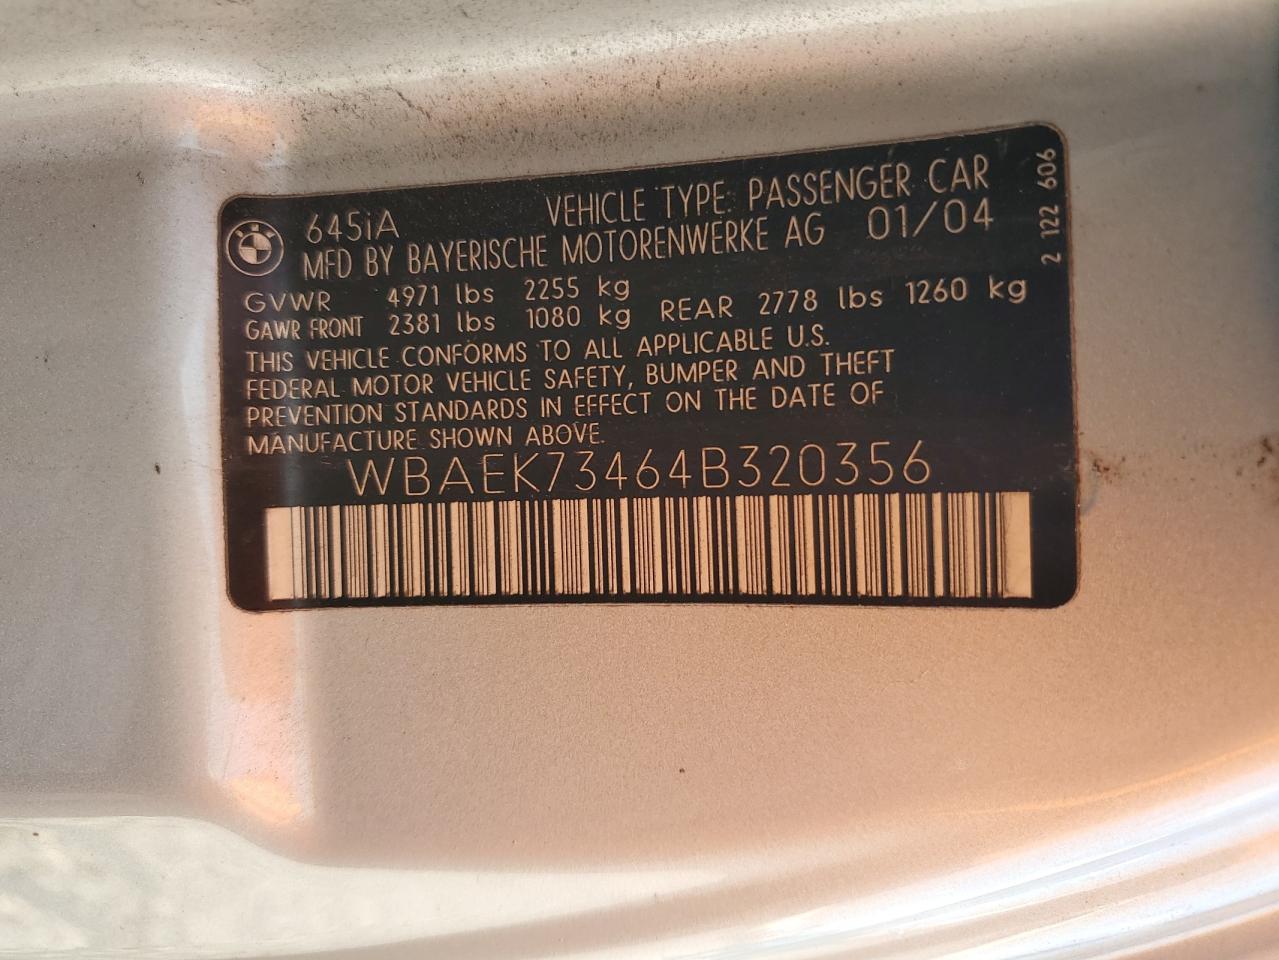 645iA VEHICLE TYPE: PASSENGER CAR
MFD BY BAYERISCHE MOTORENWERKE AG 01/04
GVWR 4971 lbs 2255 kg
GAWR FRONT 2381 lbs 1080 kg REAR 2778 lbs 1260 kg
THIS VEHICLE CONFORMS TO ALL APPLICABLE U.S.
FEDERAL MOTOR VEHICLE SAFETY, BUMPER AND THEFT
PREVENTION STANDARDS IN EFFECT ON THE DATE OF
MANUFACTURE SHOWN ABOVE.
WBAEK73464B320356
2 122 606